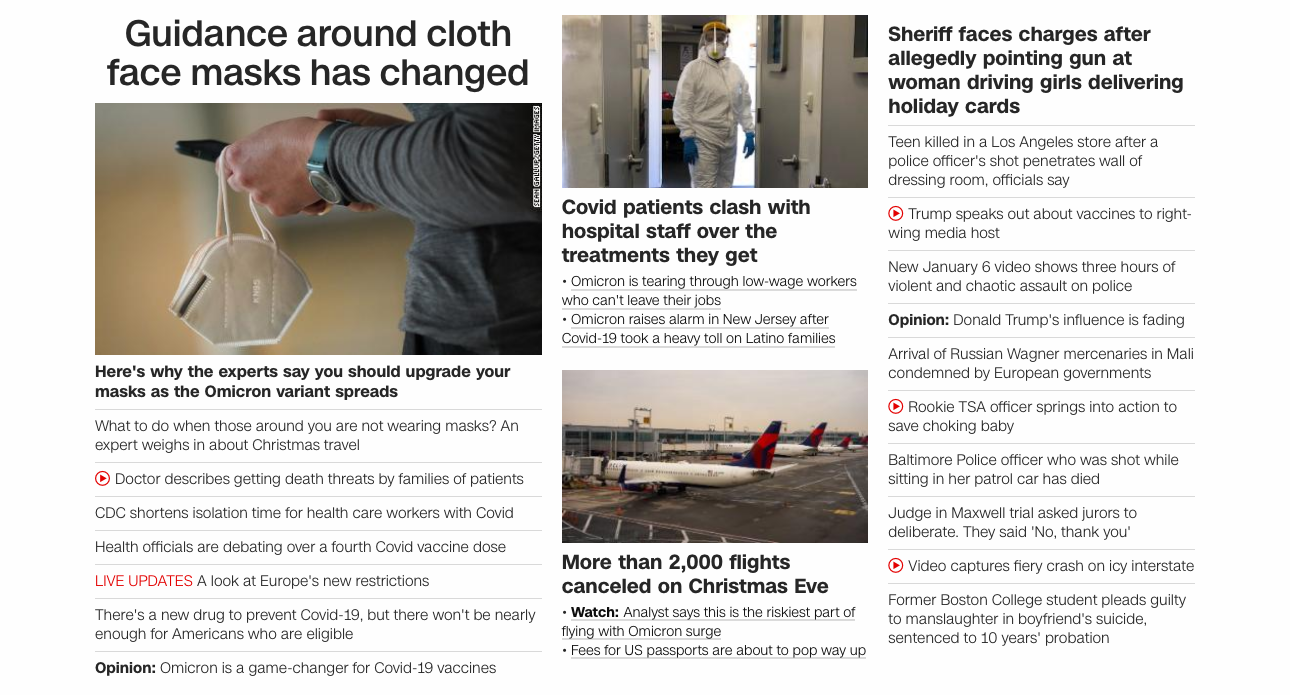 Guidance around cloth
face masks has changed
SEAN GALLUP/GETTY IMAGES
KN95
Here's why the experts say you should upgrade your
masks as the Omicron variant spreads
What to do when those around you are not wearing masks? An
expert weighs in about Christmas travel
Doctor describes getting death threats by families of patients
CDC shortens isolation time for health care workers with Covid
Health officials are debating over a fourth Covid vaccine dose
LIVE UPDATES A look at Europe's new restrictions
There's a new drug to prevent Covid-19, but there won't be nearly
enough for Americans who are eligible
Opinion: Omicron is a game-changer for Covid-19 vaccines
Covid patients clash with
hospital staff over the
treatments they get
• Omicron is tearing through low-wage workers
who can't leave their jobs
• Omicron raises alarm in New Jersey after
Covid-19 took a heavy toll on Latino families
More than 2,000 flights
canceled on Christmas Eve
• Watch: Analyst says this is the riskiest part of
flying with Omicron surge
• Fees for US passports are about to pop way up
Sheriff faces charges after
allegedly pointing gun at
woman driving girls delivering
holiday cards
Teen killed in a Los Angeles store after a
police officer's shot penetrates wall of
dressing room, officials say
Trump speaks out about vaccines to right-
wing media host
New January 6 video shows three hours of
violent and chaotic assault on police
Opinion: Donald Trump's influence is fading
Arrival of Russian Wagner mercenaries in Mali
condemned by European governments
Rookie TSA officer springs into action to
save choking baby
Baltimore Police officer who was shot while
sitting in her patrol car has died
Judge in Maxwell trial asked jurors to
deliberate. They said 'No, thank you'
Video captures fiery crash on icy interstate
Former Boston College student pleads guilty
to manslaughter in boyfriend's suicide,
sentenced to 10 years' probation